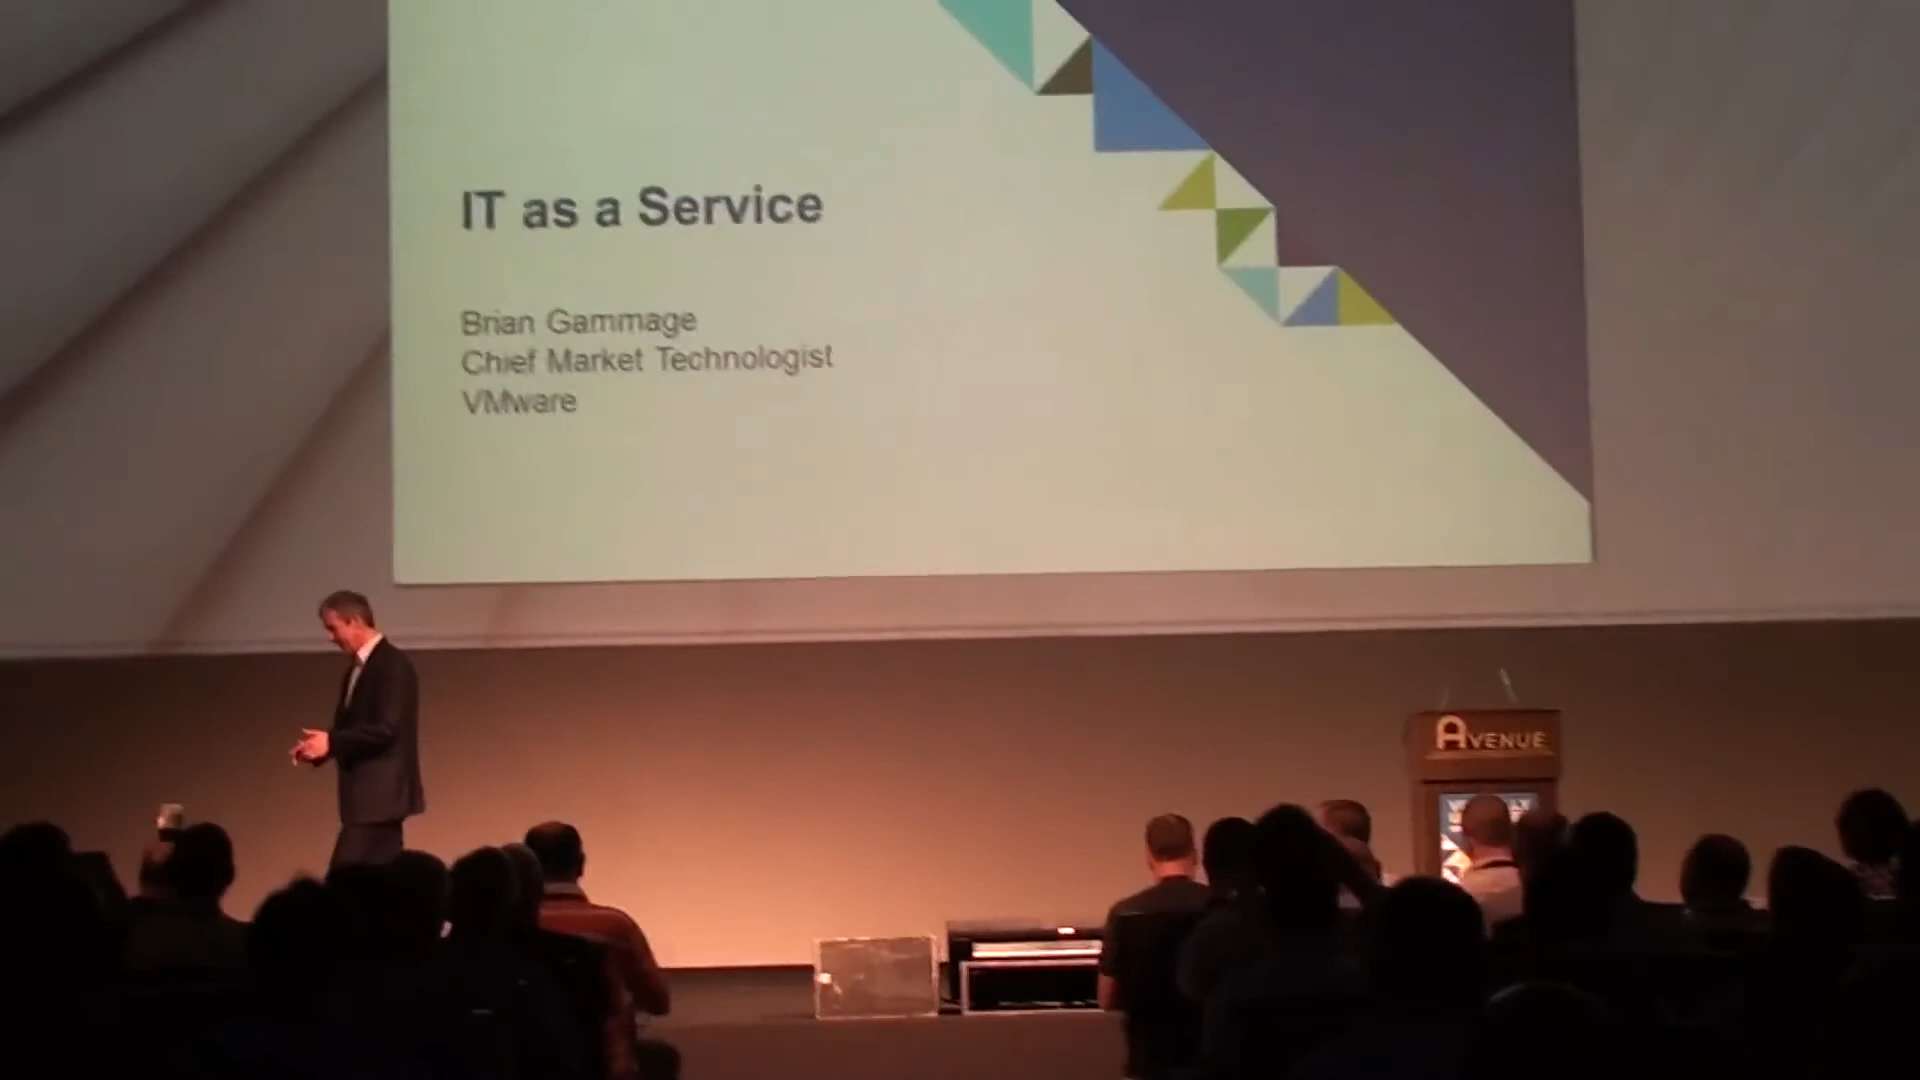 IT as a Service
Brian Gammage
Chief Market Technologist
VMware
AVENUE